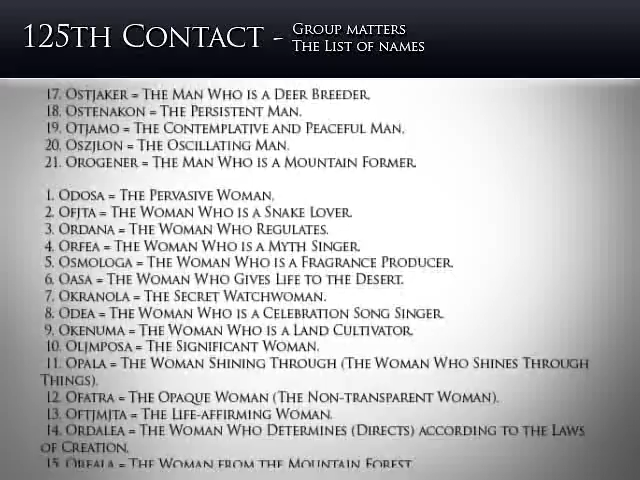 125TH CONTACT - GROUP MATTERS
THE LIST OF NAMES
17. OSTJAKER = THE MAN WHO IS A DEER BREEDER.
18. OSTENAKON = THE PERSISTENT MAN.
19. OTJAMO = THE CONTEMPLATIVE AND PEACEFUL MAN.
20. OSZJLON = THE OSCILLATING MAN.
21. OROGENER = THE MAN WHO IS A MOUNTAIN FORMER.
1. ODOSA = THE PERVASIVE WOMAN.
2. OFJTA = THE WOMAN WHO IS A SNAKE LOVER.
3. ORDANA = THE WOMAN WHO REGULATES.
4. ORFEA = THE WOMAN WHO IS A MYTH SINGER.
5. OSMOLOGA = THE WOMAN WHO IS A FRAGRANCE PRODUCER.
6. OASA = THE WOMAN WHO GIVES LIFE TO THE DESERT.
7. OKRANOLA = THE SECRET WATCHWOMAN.
8. ODEA = THE WOMAN WHO IS A CELEBRATION SONG SINGER.
9. OKENUMA = THE WOMAN WHO IS A LAND CULTIVATOR.
10. OLJMPOSA = THE SIGNIFICANT WOMAN.
11. OPALA = THE WOMAN SHINING THROUGH (THE WOMAN WHO SHINES THROUGH
THINGS).
12. OFATRA = THE OPAQUE WOMAN (THE NON-TRANSPARENT WOMAN).
13. OFTJMJTA = THE LIFE-AFFIRMING WOMAN.
14. ORDALEA = THE WOMAN WHO DETERMINES (DIRECTS) ACCORDING TO THE LAWS
OF CREATION.
15. OREALA = THE WOMAN FROM THE MOUNTAIN FOREST.